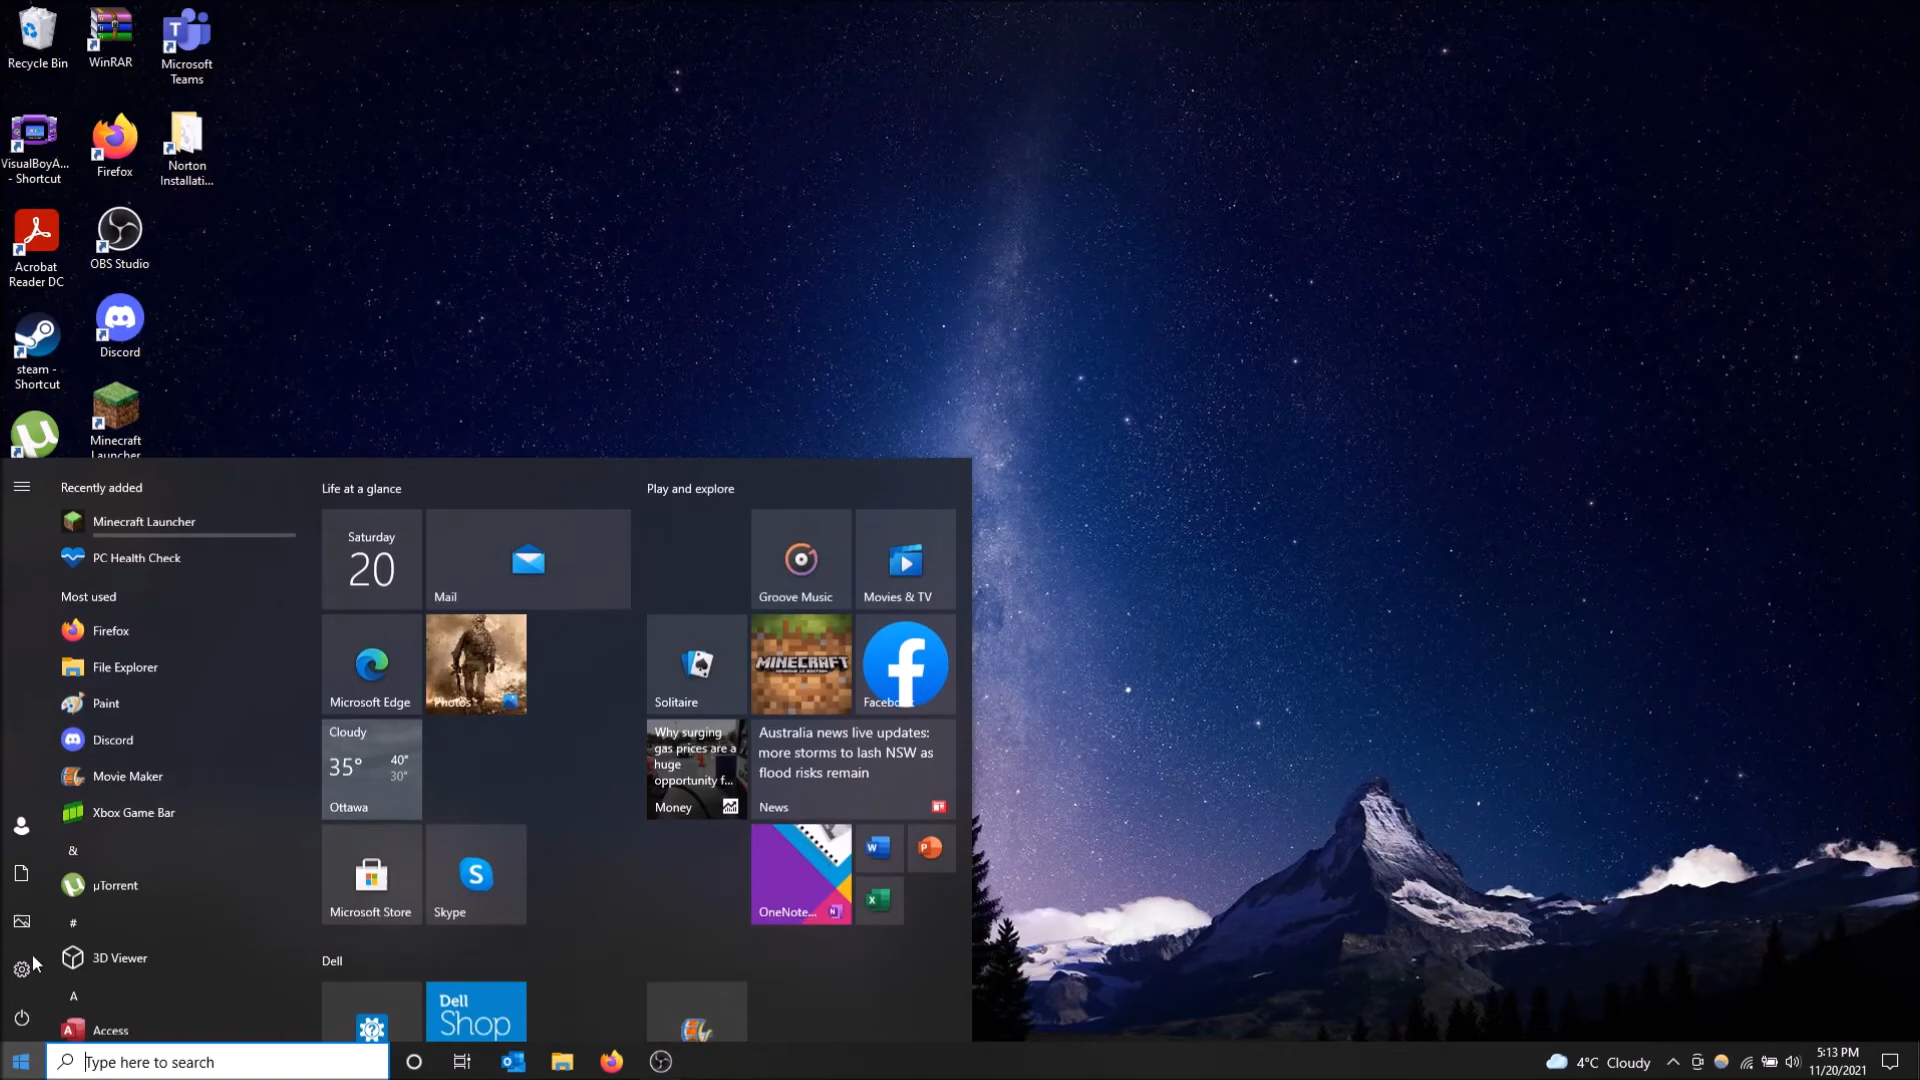 Recycle Bin
WinRAR
Microsoft
Teams
VisualBoyA...
- Shortcut
Firefox
Norton
Installati...
Acrobat
Reader DC
OBS Studio
steam -
Shortcut
Discord
Minecraft
Launcher
Recently added
Minecraft Launcher
PC Health Check
Most used
Firefox
File Explorer
Paint
Discord
Movie Maker
Xbox Game Bar
&
µTorrent
#
3D Viewer
A
Access
Life at a glance
Saturday
20
Mail
Microsoft Edge
Photos
Cloudy
35°
40°
30°
Ottawa
Microsoft Store
Skype
Dell
Dell
Shop
Play and explore
Groove Music
Movies & TV
Solitaire
MINECRAFT
Facebook
Why surging
gas prices are a
huge
opportunity f...
Money
Australia news live updates:
more storms to lash NSW as
flood risks remain
News
OneNote...
Type here to search
4°C Cloudy
5:13 PM
11/20/2021